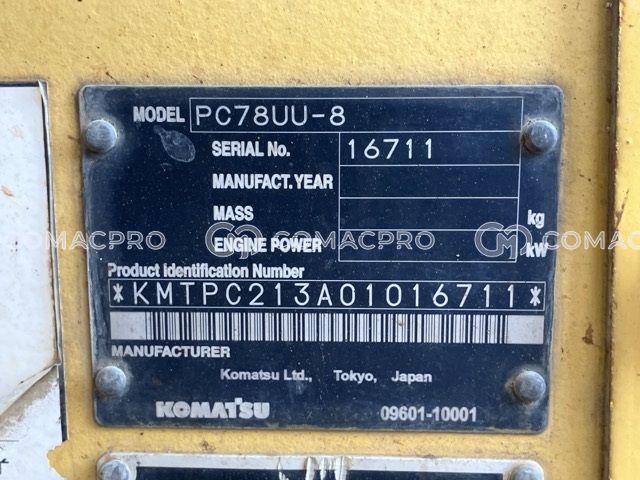 MODEL PC78UU-8
SERIAL No. 16711
MANUFACT. YEAR
MASS kg
COMACPRO COMACPRO COMACPRO
ENGINE POWER kW
Product Identification Number
*KMTPC213A01016711*
MANUFACTURER
Komatsu Ltd., Tokyo, Japan
KOMATSU 09601-10001